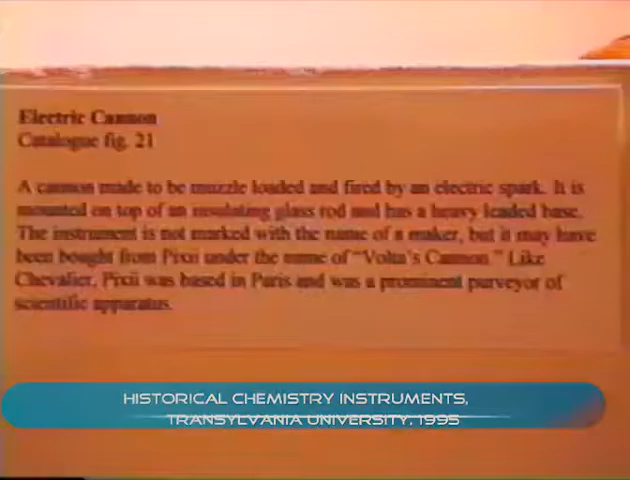 Electric Cannon
Catalogue fig. 21
A cannon made to be muzzle loaded and fired by an electric spark. It is
mounted on top of an insulating glass rod and has a heavy leaded base.
The instrument is not marked with the name of a maker, but it may have
been bought from Pixii under the name of "Volta's Cannon." Like
Chevalier, Pixii was based in Paris and was a prominent purveyor of
scientific apparatus.
HISTORICAL CHEMISTRY INSTRUMENTS,
TRANSYLVANIA UNIVERSITY, 1995